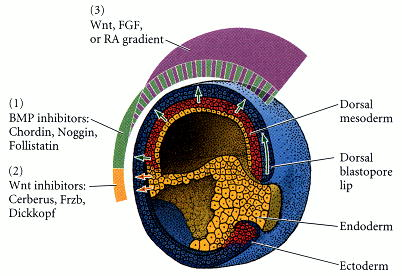 (3)
Wnt, FGF,
or RA gradient
(1)
BMP inhibitors:
Chordin, Noggin,
Follistatin
(2)
Wnt inhibitors:
Cerberus, Frzb,
Dickkopf
Dorsal
mesoderm
Dorsal
blastopore
lip
Endoderm
Ectoderm